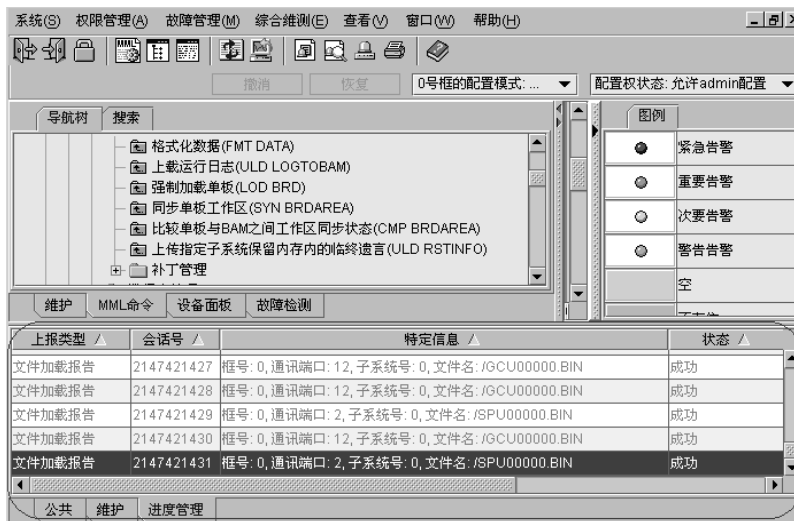 系统(S) 权限管理(A) 故障管理(M) 综合维测(E) 查看(V) 窗口(W) 帮助(H)
撤消 恢复 0号框的配置模式: ... 配置权状态: 允许admin配置
导航树 搜索 图例
格式化数据(FMT DATA)
上载运行日志(ULD LOGTOBAM)
强制加载单板(LOD BRD)
同步单板工作区(SYN BRDAREA)
比较单板与BAM之间工作区同步状态(CMP BRDAREA)
上传指定子系统保留内存内的临终遗言(ULD RSTINFO)
补丁管理
紧急告警
重要告警
次要告警
警告告警
空
维护 MML命令 设备面板 故障检测
上报类型 会话号 特定信息 状态
文件加载报告 2147421427 框号: 0, 通讯端口: 12, 子系统号: 0, 文件名: /GCU00000.BIN 成功
文件加载报告 2147421428 框号: 0, 通讯端口: 12, 子系统号: 0, 文件名: /GCU00000.BIN 成功
文件加载报告 2147421429 框号: 0, 通讯端口: 2, 子系统号: 0, 文件名: /SPU00000.BIN 成功
文件加载报告 2147421430 框号: 0, 通讯端口: 12, 子系统号: 0, 文件名: /GCU00000.BIN 成功
文件加载报告 2147421431 框号: 0, 通讯端口: 2, 子系统号: 0, 文件名: /SPU00000.BIN 成功
公共 维护 进度管理